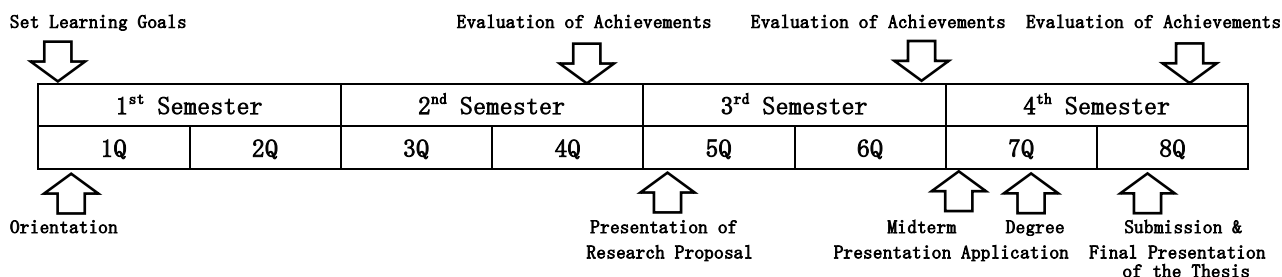 Set Learning Goals
Evaluation of Achievements
Evaluation of Achievements
Evaluation of Achievements
1st Semester
2nd Semester
3rd Semester
4th Semester
1Q
2Q
3Q
4Q
5Q
6Q
7Q
8Q
Orientation
Presentation of
Research Proposal
Midterm
Presentation
Degree
Application
Submission &
Final Presentation
of the Thesis